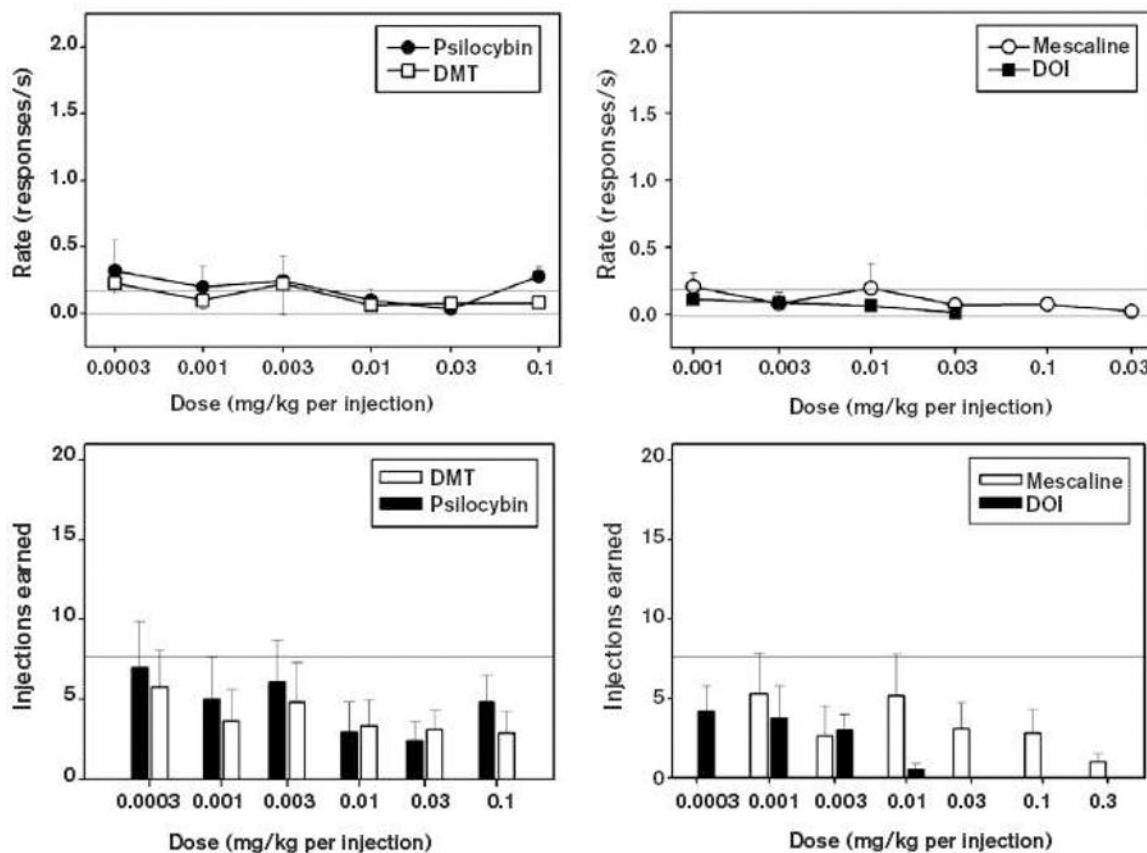 Psilocybin
DMT
2.0
1.5
1.0
0.5
0.0
Rate (responses/s)
0.0003 0.001 0.003 0.01 0.03 0.1
Dose (mg/kg per injection)
Mescaline
DOI
2.0
1.5
1.0
0.5
0.0
Rate (responses/s)
0.001 0.003 0.01 0.03 0.1 0.03
Dose (mg/kg per injection)
DMT
Psilocybin
20
15
10
5
0
Injections earned
0.0003 0.001 0.003 0.01 0.03 0.1
Dose (mg/kg per injection)
Mescaline
DOI
20
15
10
5
0
Injections earned
0.0003 0.001 0.003 0.01 0.03 0.1 0.3
Dose (mg/kg per injection)